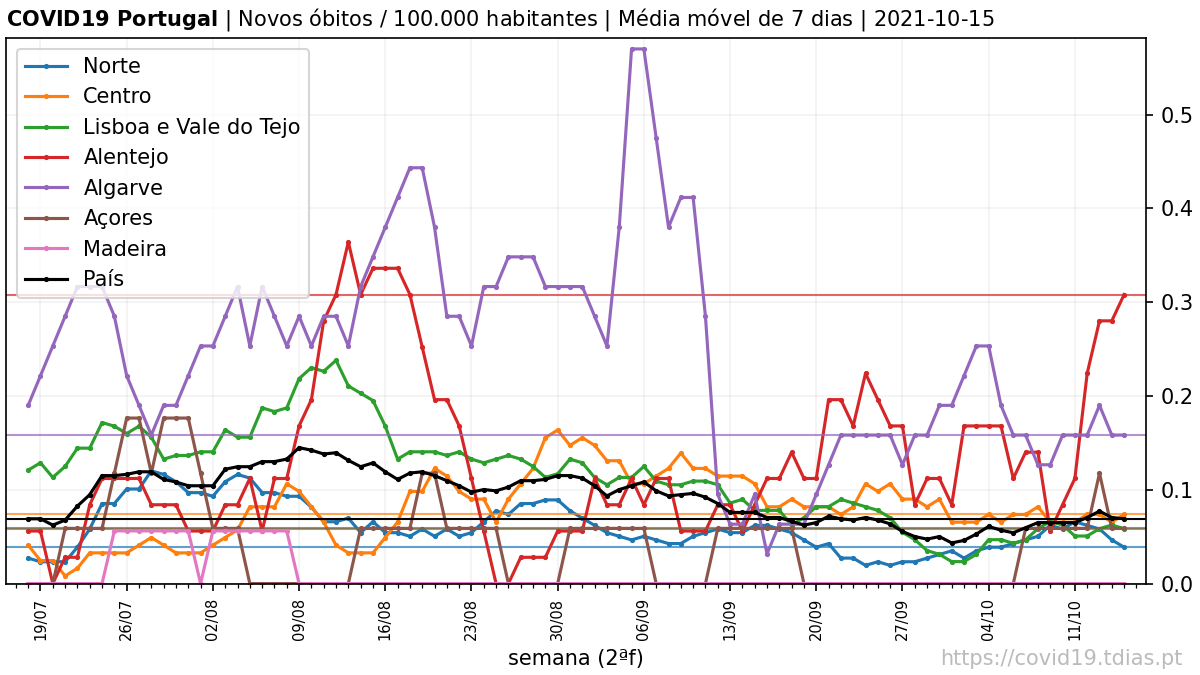 COVID19 Portugal | Novos óbitos / 100.000 habitantes | Média móvel de 7 dias | 2021-10-15
Norte
Centro
Lisboa e Vale do Tejo
Alentejo
Algarve
Açores
Madeira
País
0.5
0.4
0.3
0.2
0.1
0.0
19/07
26/07
02/08
09/08
16/08
23/08
30/08
06/09
13/09
20/09
27/09
04/10
11/10
semana (2ªf)
https://covid19.tdias.pt